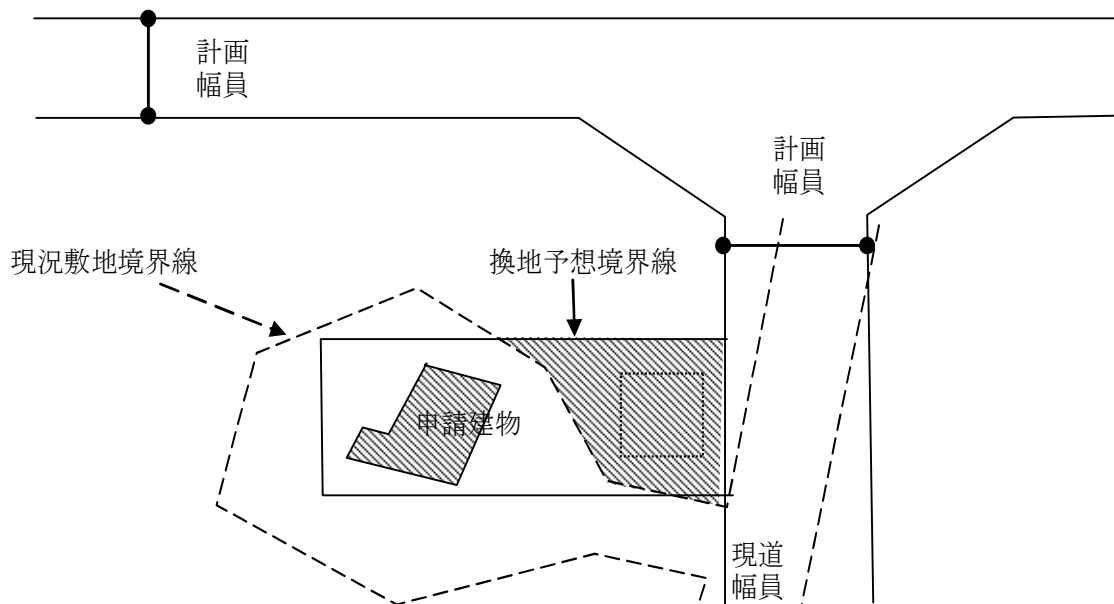 計画
幅員
計画
幅員
現況敷地境界線
換地予想境界線
申請建物
現道
幅員